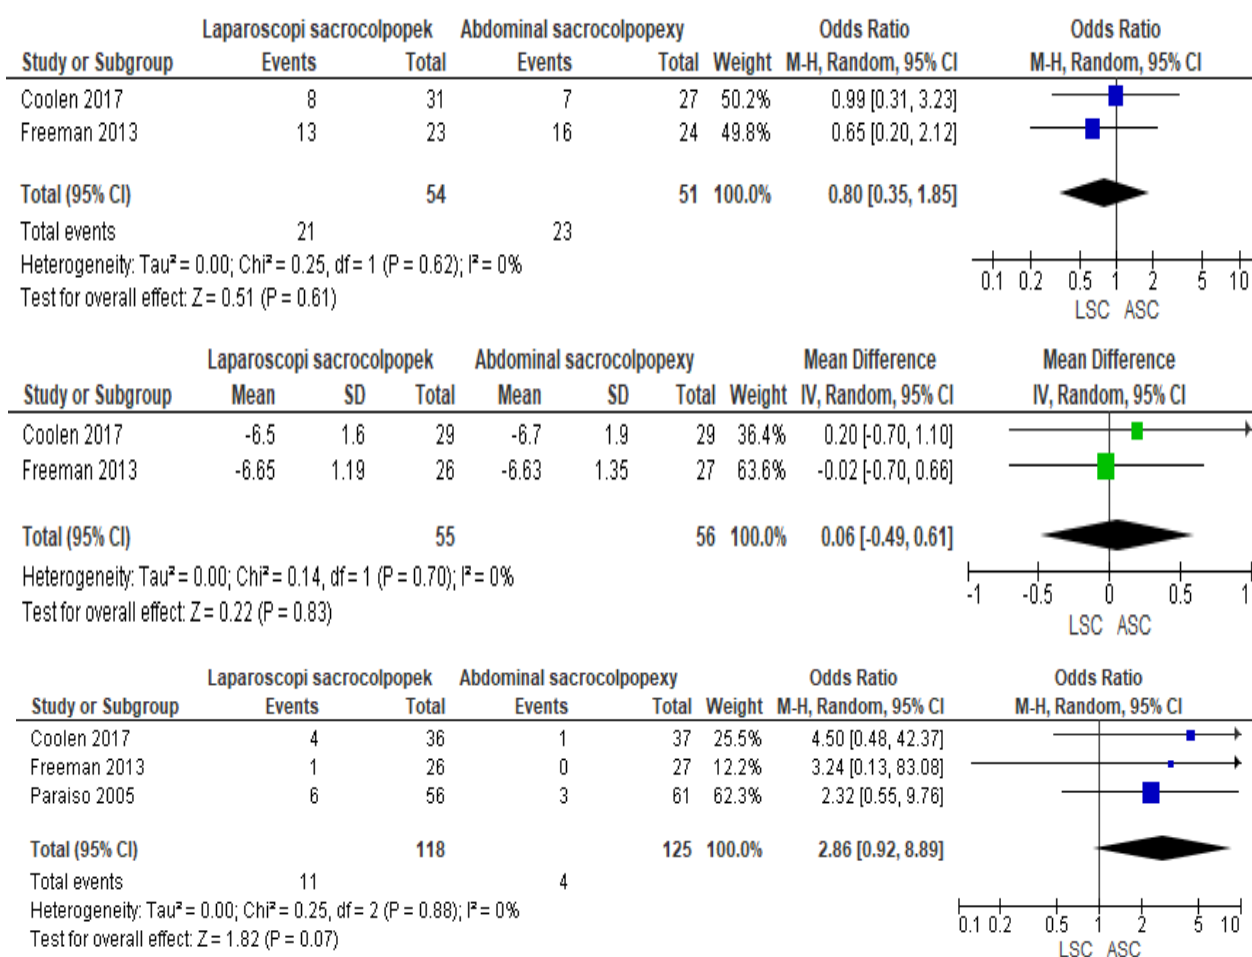 Laparoscopi sacrocolpopek Abdominal sacrocolpopexy Odds Ratio Odds Ratio
Study or Subgroup Events Total Events Total Weight M-H, Random, 95% CI M-H, Random, 95% CI
Coolen 2017 8 31 7 27 50.2% 0.99 [0.31, 3.23]
Freeman 2013 13 23 16 24 49.8% 0.65 [0.20, 2.12]
Total (95% CI) 54 51 100.0% 0.80 [0.35, 1.85]
Total events 21 23
Heterogeneity: Tau² = 0.00; Chi² = 0.25, df = 1 (P = 0.62); I² = 0%
Test for overall effect: Z = 0.51 (P = 0.61)
0.1 0.2 0.5 1 2 5 10
LSC ASC
Laparoscopi sacrocolpopek Abdominal sacrocolpopexy Mean Difference Mean Difference
Study or Subgroup Mean SD Total Mean SD Total Weight IV, Random, 95% CI IV, Random, 95% CI
Coolen 2017 -6.5 1.6 29 -6.7 1.9 29 36.4% 0.20 [-0.70, 1.10]
Freeman 2013 -6.65 1.19 26 -6.63 1.35 27 63.6% -0.02 [-0.70, 0.66]
Total (95% CI) 55 56 100.0% 0.06 [-0.49, 0.61]
Heterogeneity: Tau² = 0.00; Chi² = 0.14, df = 1 (P = 0.70); I² = 0%
Test for overall effect: Z = 0.22 (P = 0.83)
-1 -0.5 0 0.5 1
LSC ASC
Laparoscopi sacrocolpopek Abdominal sacrocolpopexy Odds Ratio Odds Ratio
Study or Subgroup Events Total Events Total Weight M-H, Random, 95% CI M-H, Random, 95% CI
Coolen 2017 4 36 1 37 25.5% 4.50 [0.48, 42.37]
Freeman 2013 1 26 0 27 12.2% 3.24 [0.13, 83.08]
Paraiso 2005 6 56 3 61 62.3% 2.32 [0.55, 9.76]
Total (95% CI) 118 125 100.0% 2.86 [0.92, 8.89]
Total events 11 4
Heterogeneity: Tau² = 0.00; Chi² = 0.25, df = 2 (P = 0.88); I² = 0%
Test for overall effect: Z = 1.82 (P = 0.07)
0.1 0.2 0.5 1 2 5 10
LSC ASC